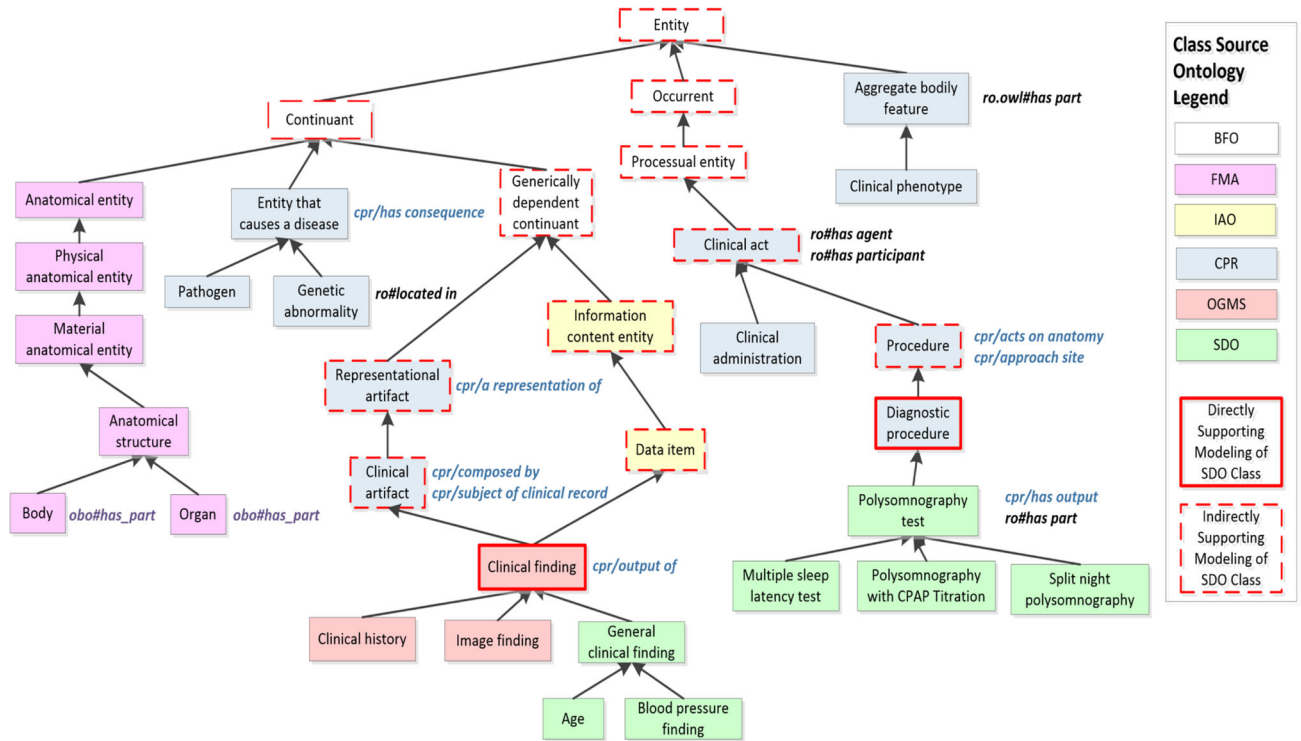 Entity
Continuant
Occurrent
Aggregate bodily
feature
ro.owl#has part
Processual entity
Clinical phenotype
Anatomical entity
Entity that
causes a disease
cpr/has consequence
Generically
dependent
continuant
Physical
anatomical entity
Pathogen
Genetic
abnormality
ro#located in
Clinical act
ro#has agent
ro#has participant
Material
anatomical entity
Information
content entity
Clinical
administration
Procedure
cpr/acts on anatomy
cpr/approach site
Representational
artifact
cpr/a representation of
Anatomical
structure
Diagnostic
procedure
Data item
Clinical
artifact
cpr/composed by
cpr/subject of clinical record
Body
obo#has_part
Organ
obo#has_part
Polysomnography
test
cpr/has output
ro#has part
Clinical finding
cpr/output of
Multiple sleep
latency test
Polysomnography
with CPAP Titration
Split night
polysomnography
Clinical history
Image finding
General
clinical finding
Age
Blood pressure
finding
Class Source
Ontology
Legend
BFO
FMA
IAO
CPR
OGMS
SDO
Directly
Supporting
Modeling of
SDO Class
Indirectly
Supporting
Modeling of
SDO Class